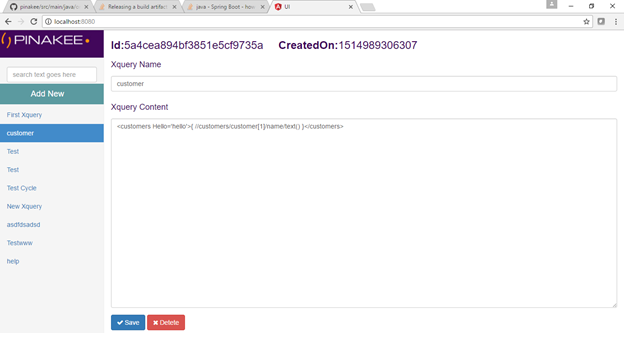 pinakee/src/main/java/o
Releasing a build artifa
java - Spring Boot - how
UI
localhost:8080
PINAKEE
search text goes here
Add New
First Xquery
customer
Test
Test
Test Cycle
New Xquery
asdfdsadsd
Testwww
help
Id:5a4cea894bf3851e5cf9735a CreatedOn:1514989306307
Xquery Name
customer
Xquery Content
<customers Hello='hello'>{ //customers/customer[1]/name/text() }</customers>
Save
Delete